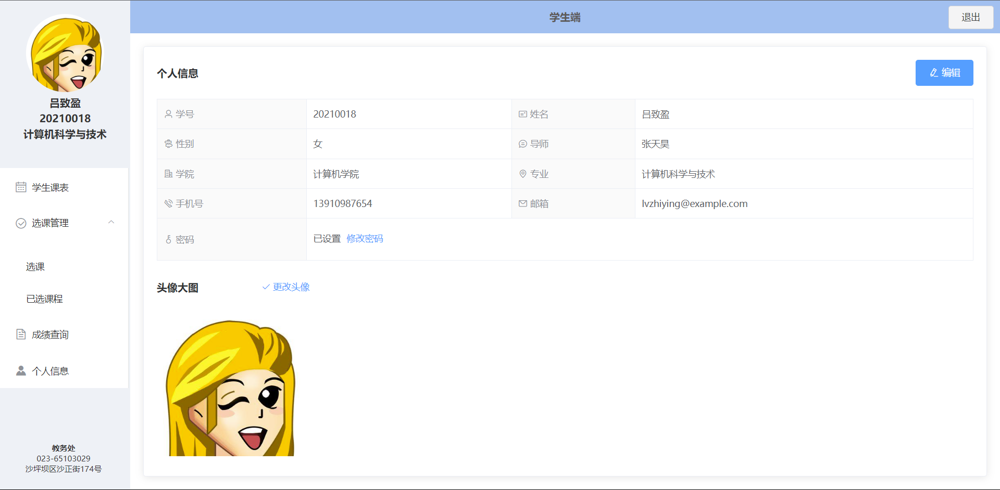 吕致盈
20210018
计算机科学与技术
学生课表
选课管理
选课
已选课程
成绩查询
个人信息
教务处
023-65103029
沙坪坝区沙正街174号
学生端
退出
个人信息
编辑
学号 20210018 姓名 吕致盈
性别 女 导师 张天昊
学院 计算机学院 专业 计算机科学与技术
手机号 13910987654 邮箱 lvzhiying@example.com
密码 已设置 修改密码
头像大图 更改头像